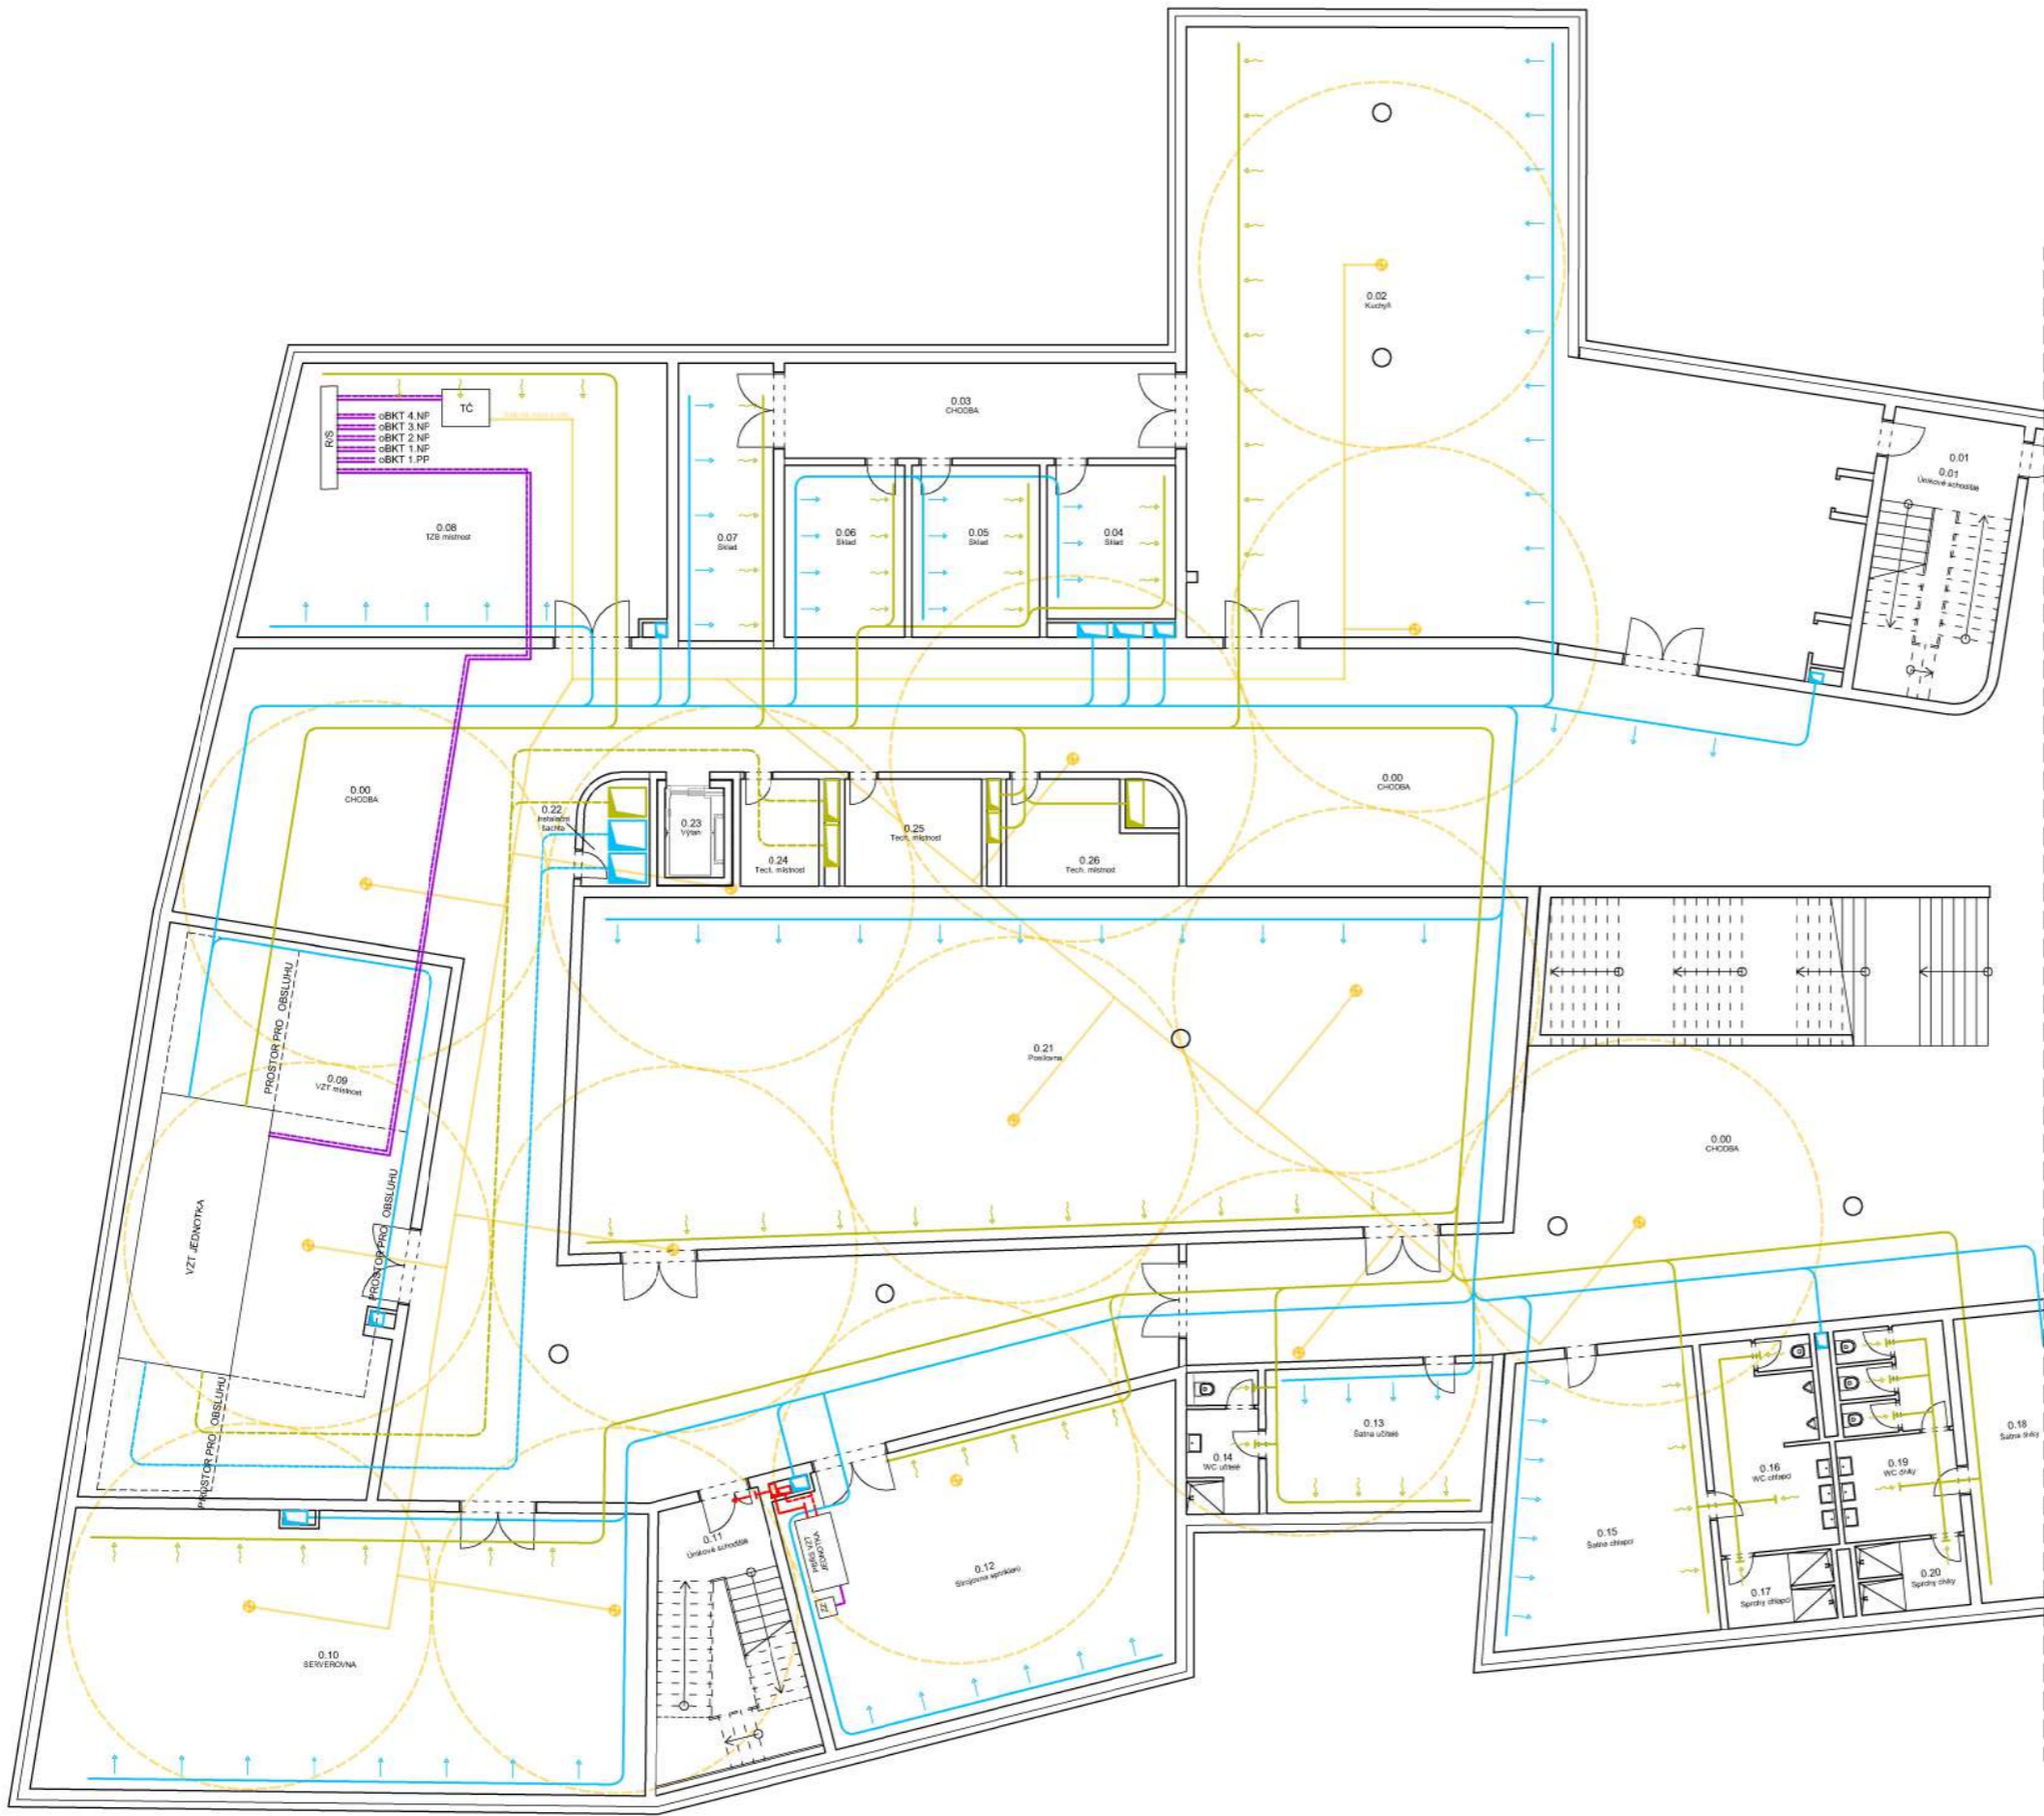 0.02
Kuchyň
TČ
R/S
oBKT 4.NP
oBKT 3.NP
oBKT 2.NP
oBKT 1.NP
oBKT 1.PP
0.03
CHODBA
0.01
0.01
Únikové schodiště
0.08
TZB místnost
0.07
Sklad
0.06
Sklad
0.05
Sklad
0.04
Sklad
0.00
CHODBA
0.22
Instalační
šachta
0.23
Výtah
0.24
Tech. místnost
0.25
Tech. místnost
0.26
Tech. místnost
0.00
CHODBA
PROSTOR PRO OBSLUHU
0.09
VZT místnost
0.21
Posilovna
VZT JEDNOTKA
PROSTOR PRO OBSLUHU
0.00
CHODBA
PROSTOR PRO OBSLUHU
0.13
Šatna učitelé
0.14
WC učitelé
0.15
Šatna chlapci
0.16
WC chlapci
0.17
Sprchy chlapci
0.18
Šatna dívky
0.19
WC dívky
0.20
Sprchy dívky
0.11
Únikové schodiště
VZT
JEDNOTKA
ZZ
0.12
Strojovna sprinklerů
0.10
SERVEROVNA